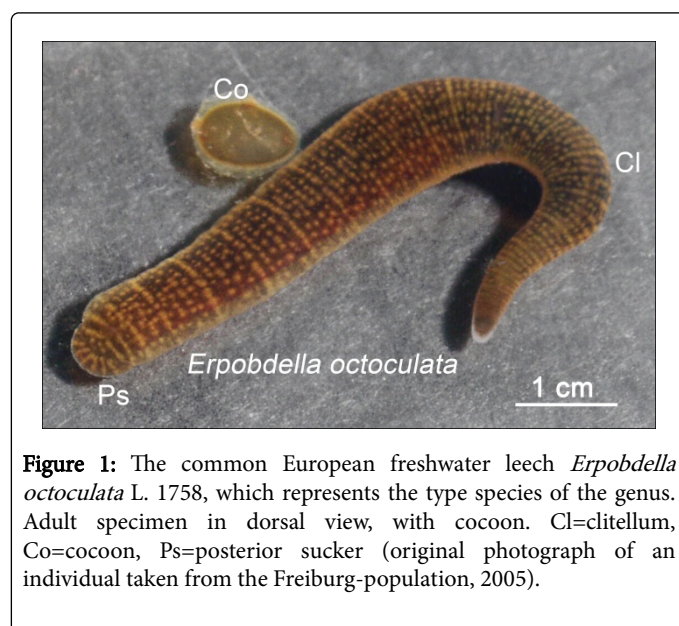 Co
Cl
Erpobdella octoculata
Ps
1 cm
Figure 1: The common European freshwater leech Erpobdella
octoculata L. 1758, which represents the type species of the genus.
Adult specimen in dorsal view, with cocoon. Cl=clitellum,
Co=cocoon, Ps=posterior sucker (original photograph of an
individual taken from the Freiburg-population, 2005).